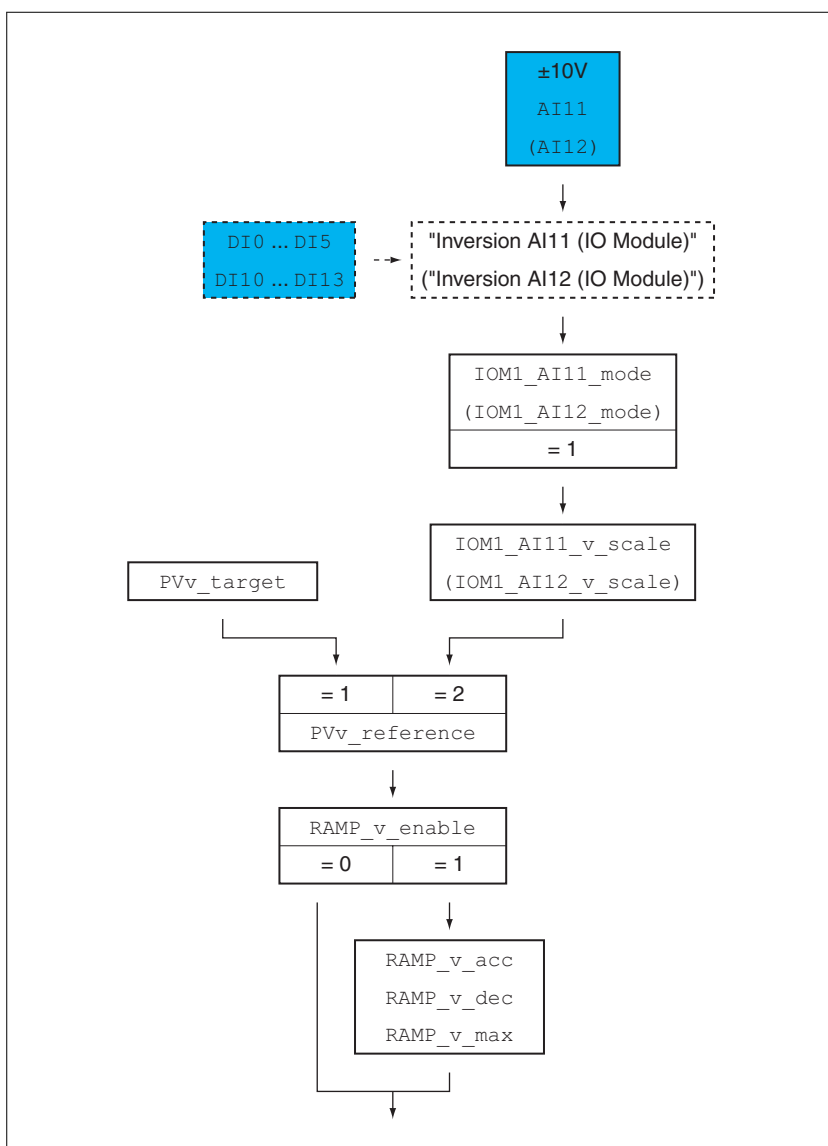 ±10V
AI11
(AI12)
DI0 ... DI5
DI10 ... DI13
"Inversion AI11 (IO Module)"
("Inversion AI12 (IO Module)")
IOM1_AI11_mode
(IOM1_AI12_mode)
= 1
IOM1_AI11_v_scale
(IOM1_AI12_v_scale)
PVv_target
= 1 = 2
PVv_reference
RAMP_v_enable
= 0 = 1
RAMP_v_acc
RAMP_v_dec
RAMP_v_max